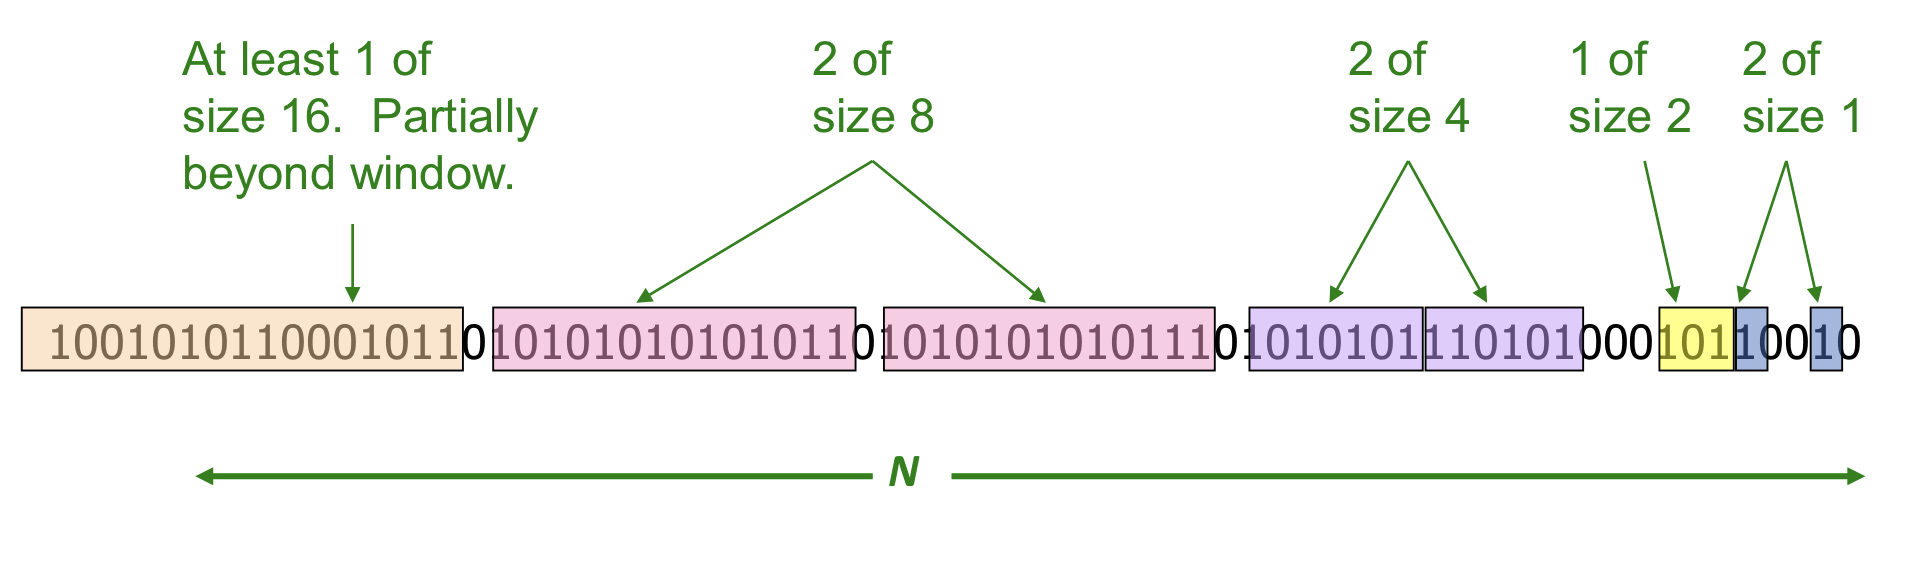 At least 1 of
size 16. Partially
beyond window.
2 of
size 8
2 of
size 4
1 of
size 2
2 of
size 1
1001010110001011010101010101011010101010101110101010111010100010110010
N